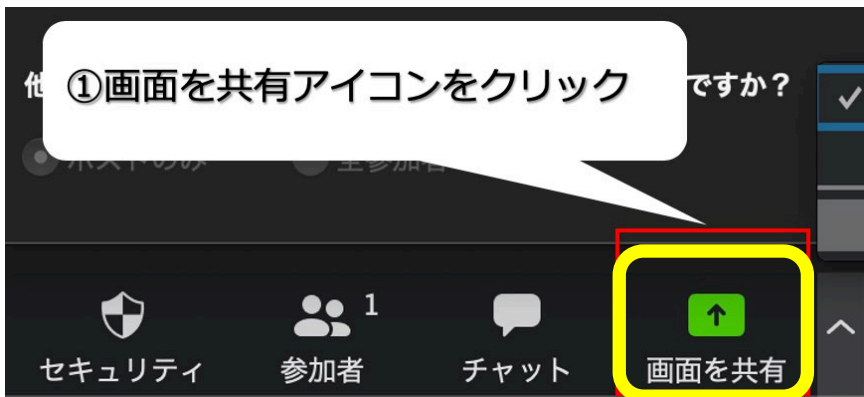 ①画面を共有アイコンをクリック
他
ですか？
1
セキュリティ
参加者
チャット
画面を共有